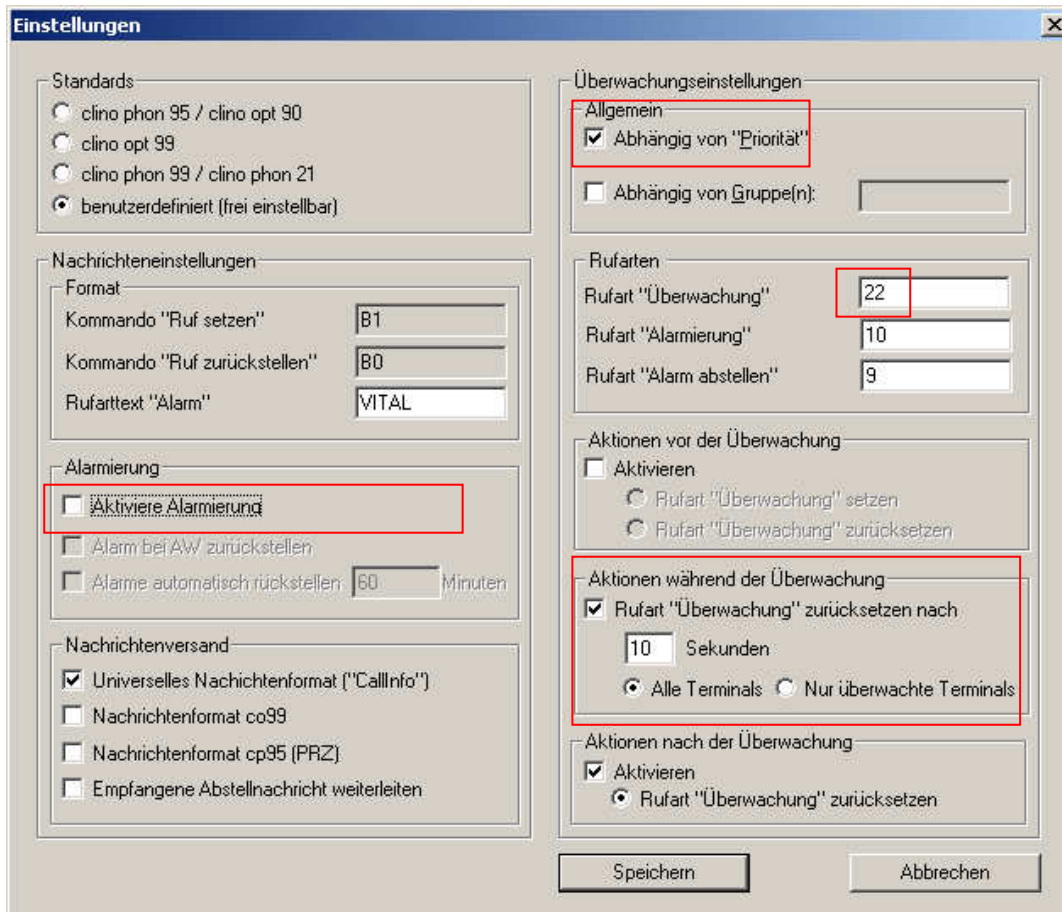 Einstellungen
Standards
clino phon 95 / clino opt 90
clino opt 99
clino phon 99 / clino phon 21
benutzerdefiniert (frei einstellbar)
Nachrichteneinstellungen
Format
Kommando "Ruf setzen" B1
Kommando "Ruf zurückstellen" B0
Rufarttext "Alarm" VITAL
Alarmierung
Aktiviere Alarmierung
Alarm bei AW zurückstellen
Alarme automatisch rückstellen 60 Minuten
Nachrichtenversand
Universelles Nachichtenformat ("CallInfo")
Nachrichtenformat co99
Nachrichtenformat cp95 (PRZ)
Empfangene Abstellnachricht weiterleiten
Überwachungseinstellungen
Allgemein
Abhängig von "Priorität"
Abhängig von Gruppe(n):
Rufarten
Rufart "Überwachung" 22
Rufart "Alarmierung" 10
Rufart "Alarm abstellen" 9
Aktionen vor der Überwachung
Aktivieren
Rufart "Überwachung" setzen
Rufart "Überwachung" zurücksetzen
Aktionen während der Überwachung
Rufart "Überwachung" zurücksetzen nach
10 Sekunden
Alle Terminals Nur überwachte Terminals
Aktionen nach der Überwachung
Aktivieren
Rufart "Überwachung" zurücksetzen
Speichern Abbrechen